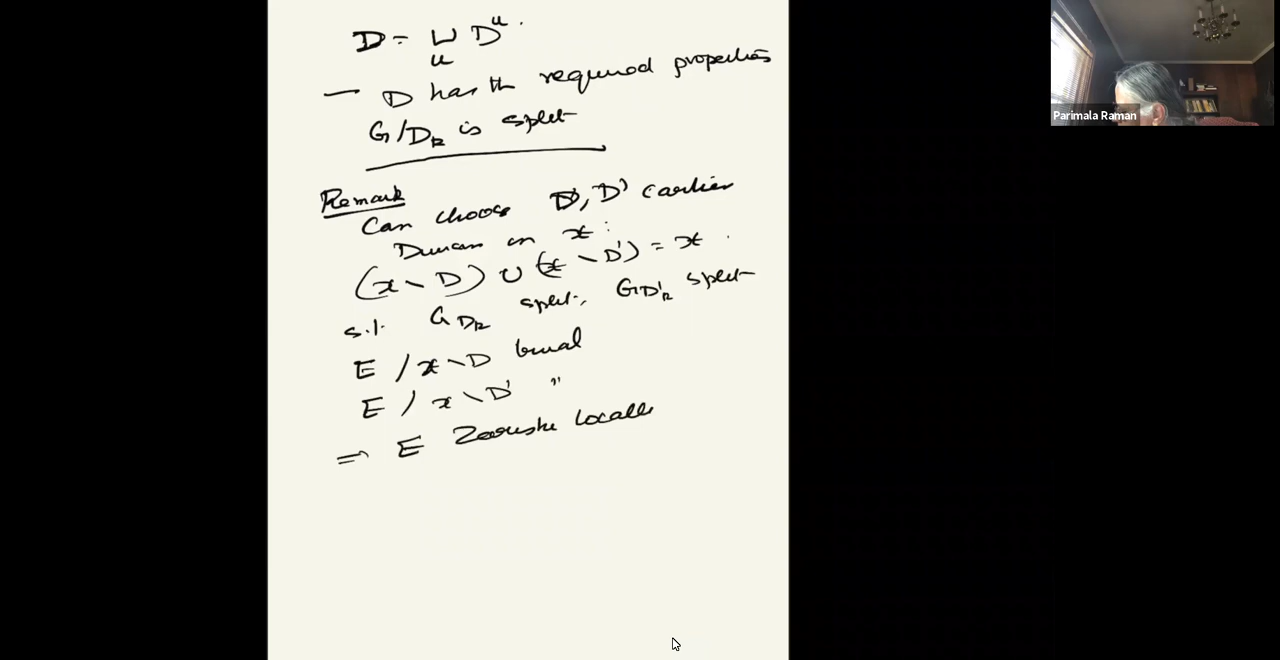 D = ⊔ D^u.
u
— D has the required properties
G/D_R is split
Remark
Can choose D, D' Cartier
Divisors in 𝒳 :
(𝒳 \ D) ∪ (𝒳 \ D') = 𝒳 .
s.t. G_{D_R} split, G_{D'_R} split
E / 𝒳 \ D trivial
E / 𝒳 \ D' "
⇒ E Zariski locally
Parimala Raman